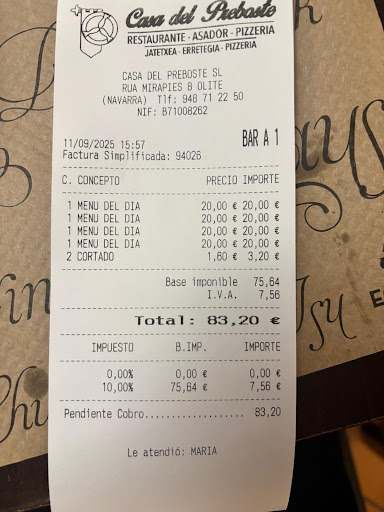 Casa del Preboste
RESTAURANTE - ASADOR - PIZZERIA
JATETXEA - ERRETEGIA - PIZZERIA
CASA DEL PREBOSTE SL
RUA MIRAPIES 8 OLITE
(NAVARRA) Tlf: 948 71 22 50
NIF: B71008262
BAR A 1
11/09/2025 15:57
Factura Simplificada: 94026
C. CONCEPTO PRECIO IMPORTE
1 MENU DEL DIA 20,00 € 20,00 €
1 MENU DEL DIA 20,00 € 20,00 €
1 MENU DEL DIA 20,00 € 20,00 €
1 MENU DEL DIA 20,00 € 20,00 €
2 CORTADO 1,60 € 3,20 €
Base imponible 75,64
I.V.A. 7,56
Total: 83,20 €
IMPUESTO B.IMP. IMPORTE
0,00% 0,00 € 0,00 €
10,00% 75,64 € 7,56 €
Pendiente Cobro.................. 83,20
Le atendió: MARIA